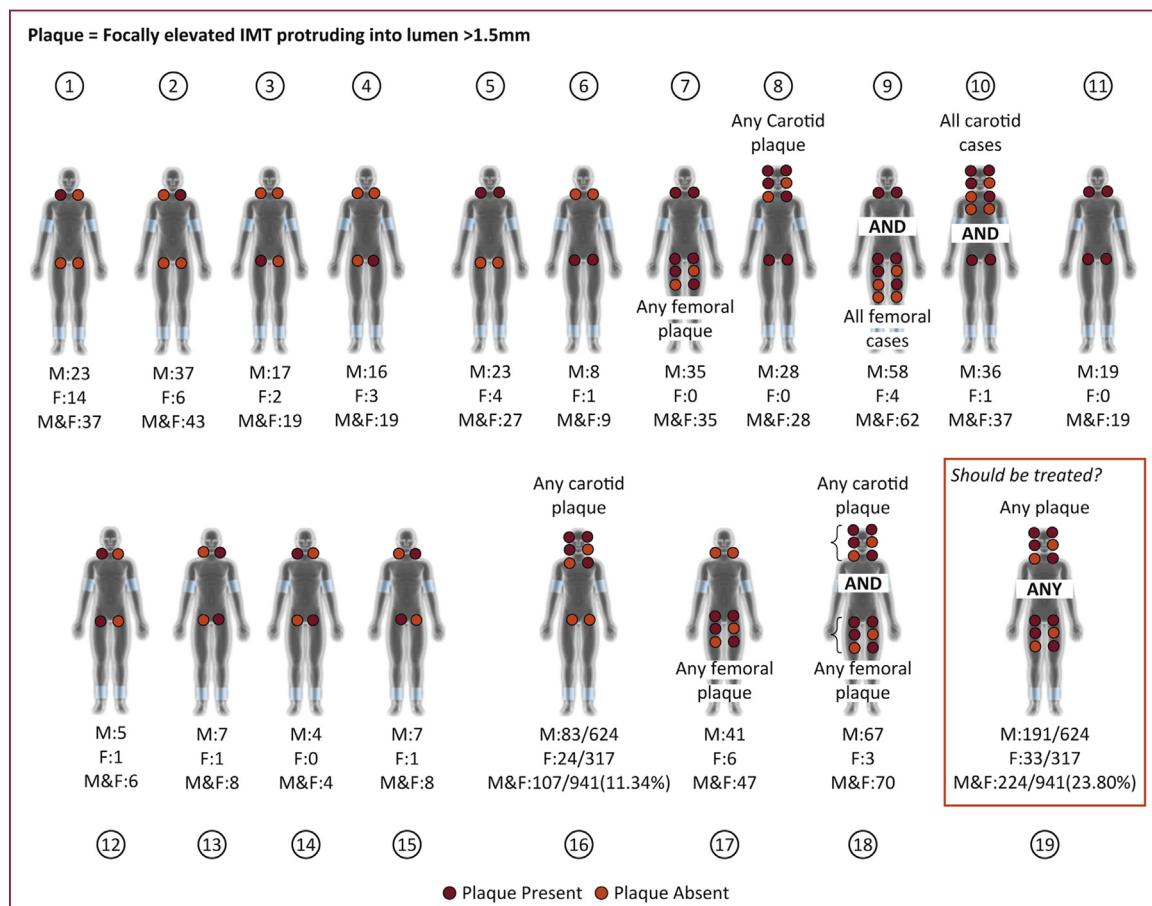 Plaque = Focally elevated IMT protruding into lumen >1.5mm
1 2 3 4 5 6 7 8 9 10 11
Any Carotid
plaque
All carotid
cases
AND
AND
Any femoral
plaque
All femoral
cases
M:23
F:14
M&F:37
M:37
F:6
M&F:43
M:17
F:2
M&F:19
M:16
F:3
M&F:19
M:23
F:4
M&F:27
M:8
F:1
M&F:9
M:35
F:0
M&F:35
M:28
F:0
M&F:28
M:58
F:4
M&F:62
M:36
F:1
M&F:37
M:19
F:0
M&F:19
Any carotid
plaque
Any carotid
plaque
Should be treated?
Any plaque
AND
ANY
Any femoral
plaque
Any femoral
plaque
M:5
F:1
M&F:6
M:7
F:1
M&F:8
M:4
F:0
M&F:4
M:7
F:1
M&F:8
M:83/624
F:24/317
M&F:107/941(11.34%)
M:41
F:6
M&F:47
M:67
F:3
M&F:70
M:191/624
F:33/317
M&F:224/941(23.80%)
12 13 14 15 16 17 18 19
Plaque Present Plaque Absent